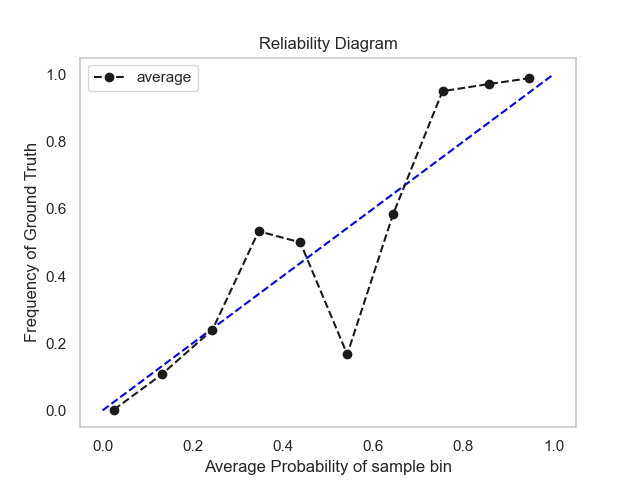 Reliability Diagram
average
Frequency of Ground Truth
1.0
0.8
0.6
0.4
0.2
0.0
0.0 0.2 0.4 0.6 0.8 1.0
Average Probability of sample bin